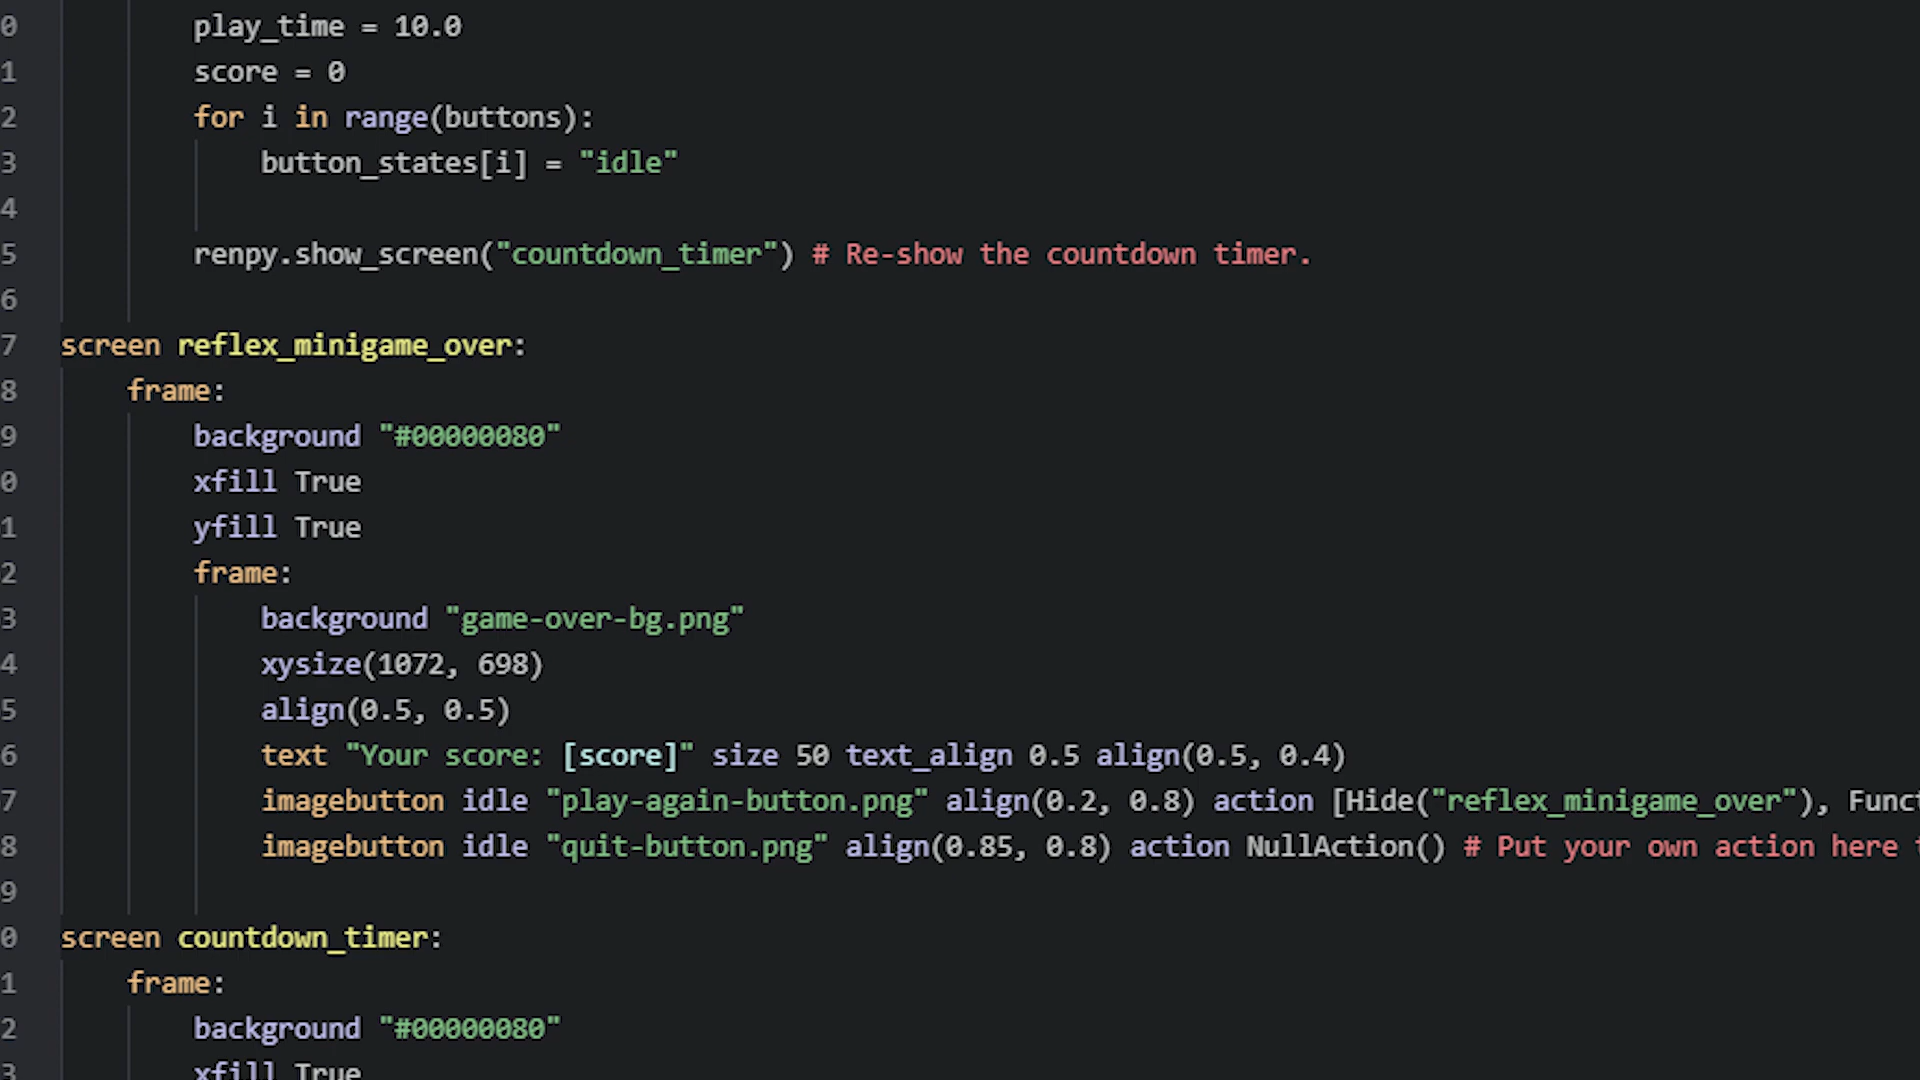 0 play_time = 10.0
1 score = 0
2 for i in range(buttons):
3 button_states[i] = "idle"
4
5 renpy.show_screen("countdown_timer") # Re-show the countdown timer.
6
7 screen reflex_minigame_over:
8 frame:
9 background "#00000080"
0 xfill True
1 yfill True
2 frame:
3 background "game-over-bg.png"
4 xysize(1072, 698)
5 align(0.5, 0.5)
6 text "Your score: [score]" size 50 text_align 0.5 align(0.5, 0.4)
7 imagebutton idle "play-again-button.png" align(0.2, 0.8) action [Hide("reflex_minigame_over"), Funct
8 imagebutton idle "quit-button.png" align(0.85, 0.8) action NullAction() # Put your own action here
9
0 screen countdown_timer:
1 frame:
2 background "#00000080"
3 xfill True